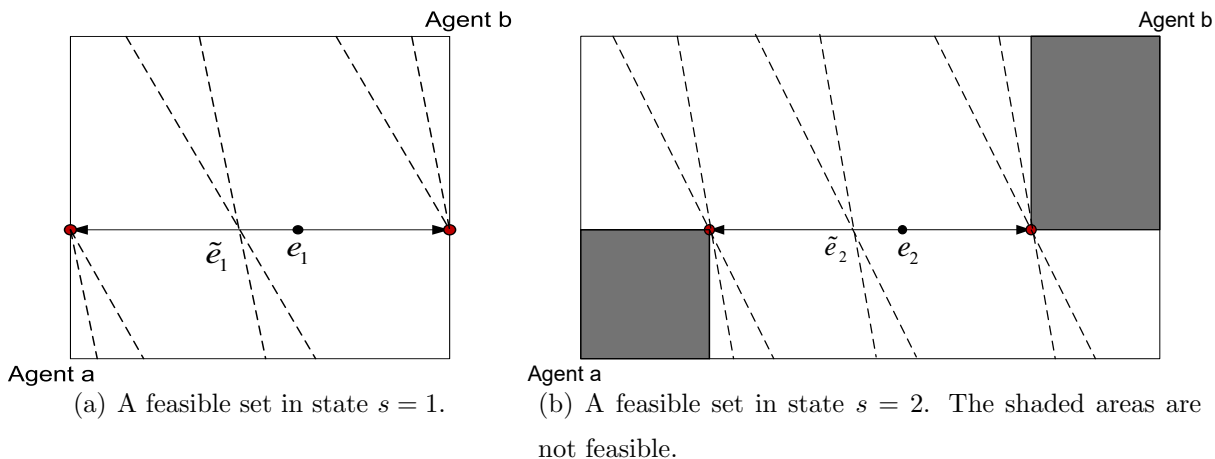 Agent b
Agent b
ẽ₁
e₁
ẽ₂
e₂
Agent a
Agent a
(a) A feasible set in state s = 1.
(b) A feasible set in state s = 2. The shaded areas are
not feasible.